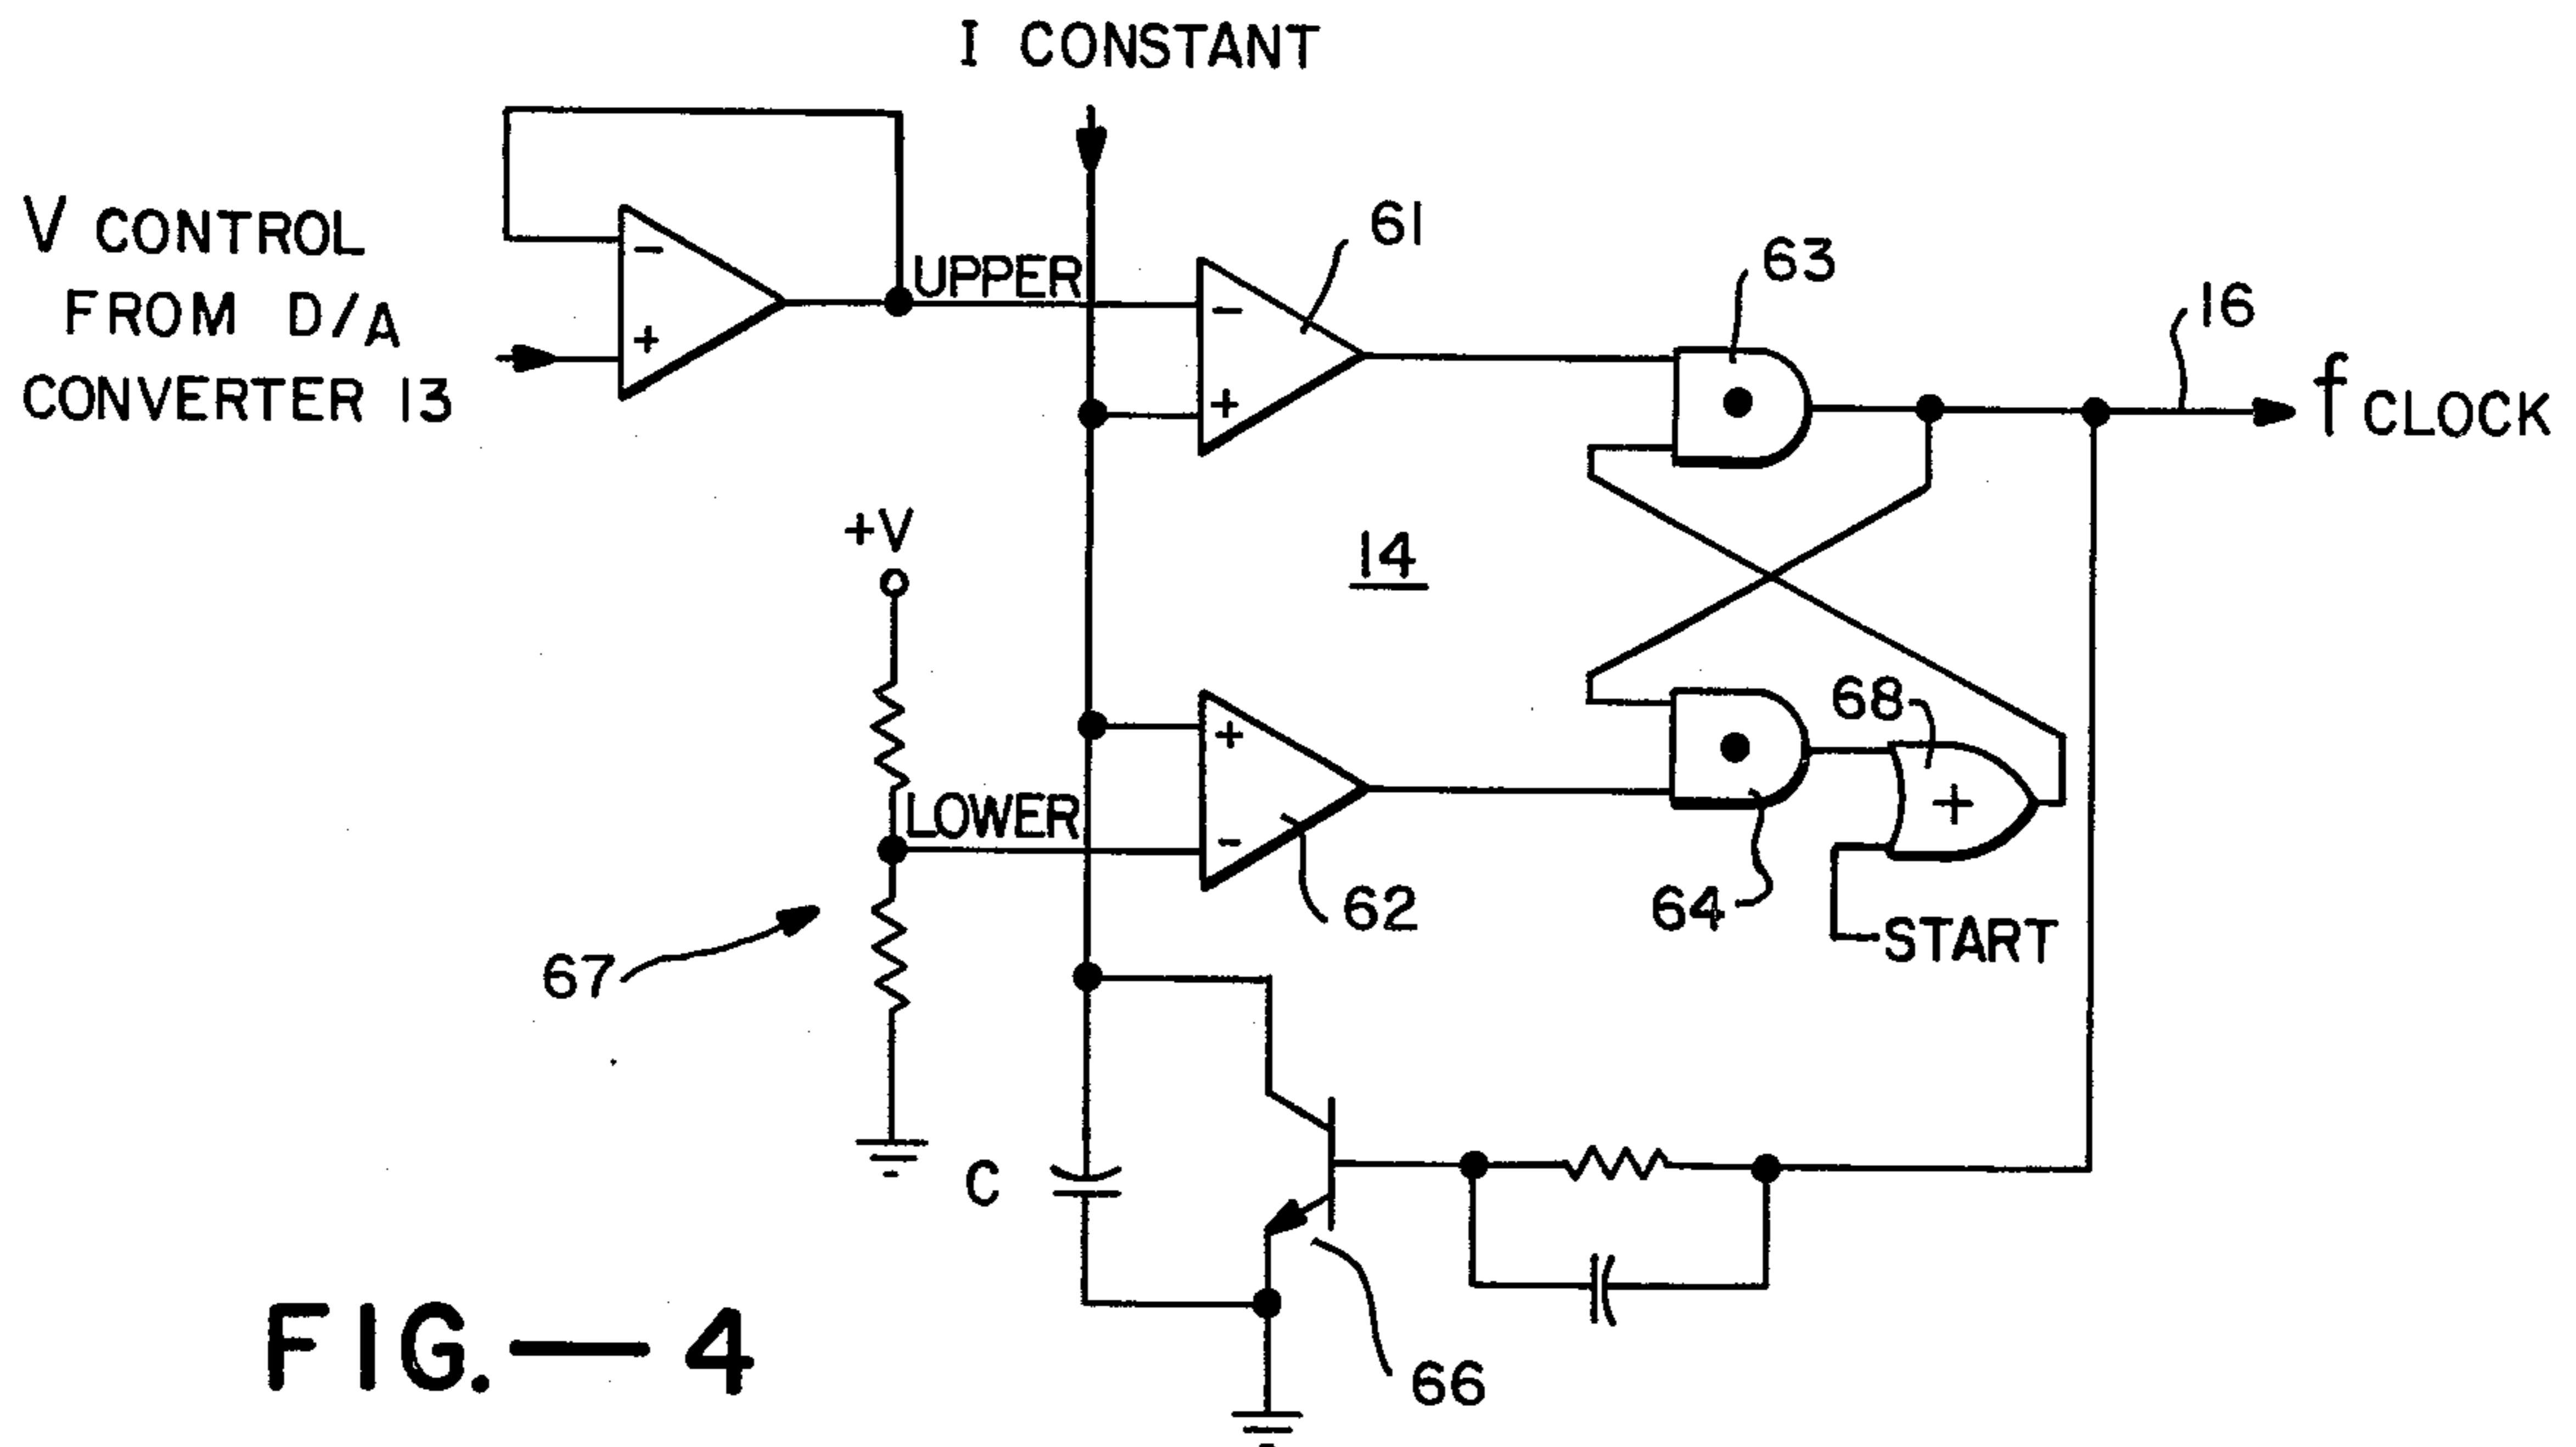 I CONSTANT
V CONTROL
FROM D/A
CONVERTER 13
-
+
UPPER
-
+
61
63
16
f CLOCK
+V
14
LOWER
+
-
62
64
68
+
START
67
C
66
FIG.—4